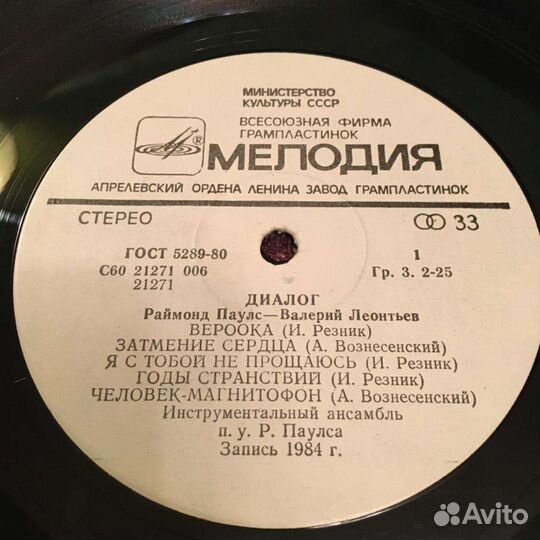 МИНИСТЕРСТВО
КУЛЬТУРЫ СССР
ВСЕСОЮЗНАЯ ФИРМА
ГРАМПЛАСТИНОК
® МЕЛОДИЯ
АПРЕЛЕВСКИЙ ОРДЕНА ЛЕНИНА ЗАВОД ГРАМПЛАСТИНОК
СТЕРЕО 33
ГОСТ 5289-80 1
С60 21271 006 Гр. 3. 2-25
21271
ДИАЛОГ
Раймонд Паулс—Валерий Леонтьев
ВЕРООКА (И. Резник)
ЗАТМЕНИЕ СЕРДЦА (А. Вознесенский)
Я С ТОБОЙ НЕ ПРОЩАЮСЬ (И. Резник)
ГОДЫ СТРАНСТВИЙ (И. Резник)
ЧЕЛОВЕК-МАГНИТОФОН (А. Вознесенский)
Инструментальный ансамбль
п. у. Р. Паулса
Запись 1984 г.
Avito